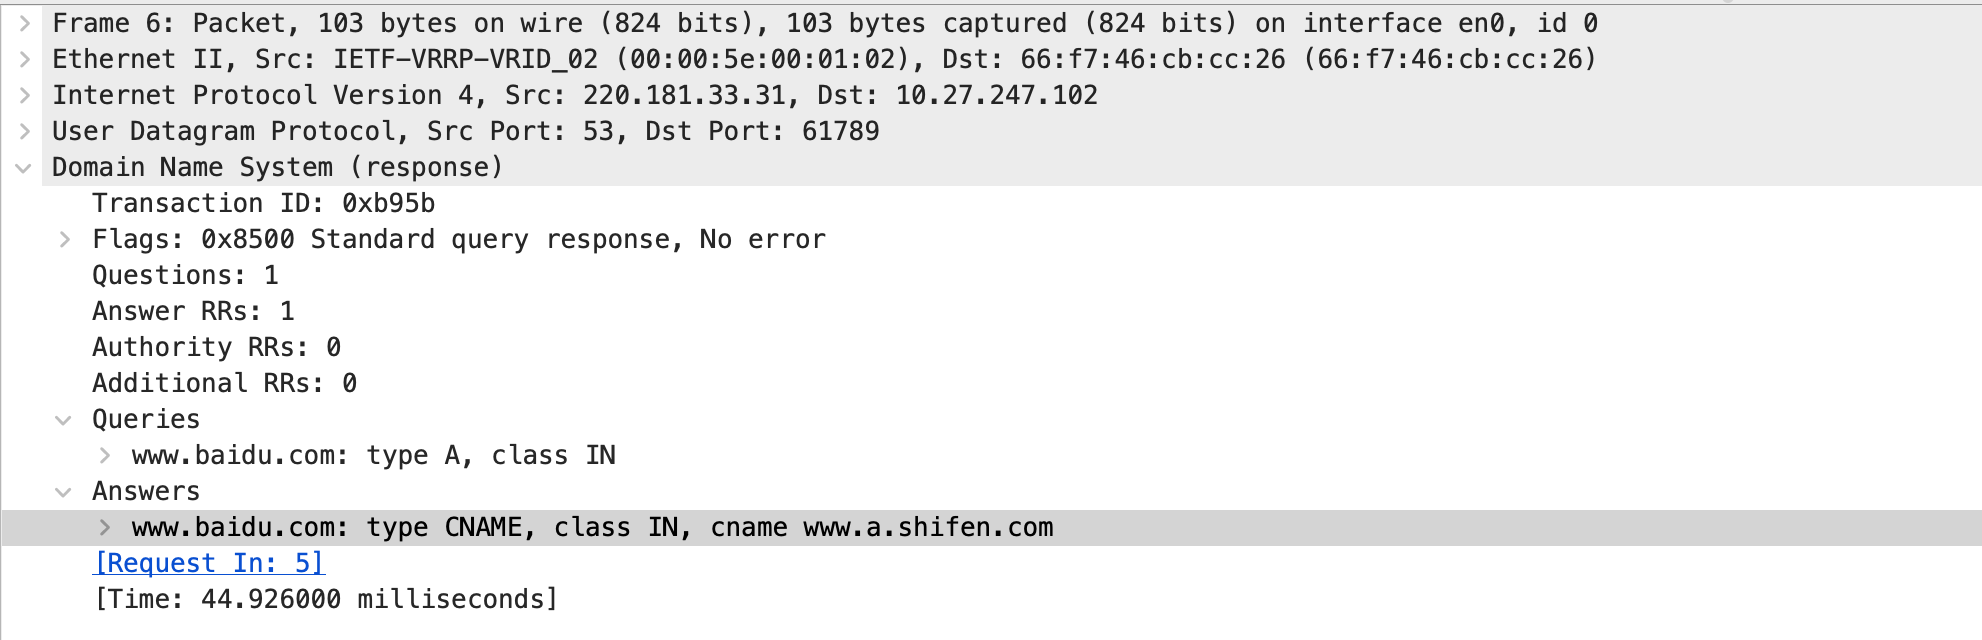 Frame 6: Packet, 103 bytes on wire (824 bits), 103 bytes captured (824 bits) on interface en0, id 0
Ethernet II, Src: IETF-VRRP-VRID_02 (00:00:5e:00:01:02), Dst: 66:f7:46:cb:cc:26 (66:f7:46:cb:cc:26)
Internet Protocol Version 4, Src: 220.181.33.31, Dst: 10.27.247.102
User Datagram Protocol, Src Port: 53, Dst Port: 61789
Domain Name System (response)
Transaction ID: 0xb95b
Flags: 0x8500 Standard query response, No error
Questions: 1
Answer RRs: 1
Authority RRs: 0
Additional RRs: 0
Queries
www.baidu.com: type A, class IN
Answers
www.baidu.com: type CNAME, class IN, cname www.a.shifen.com
[Request In: 5]
[Time: 44.926000 milliseconds]